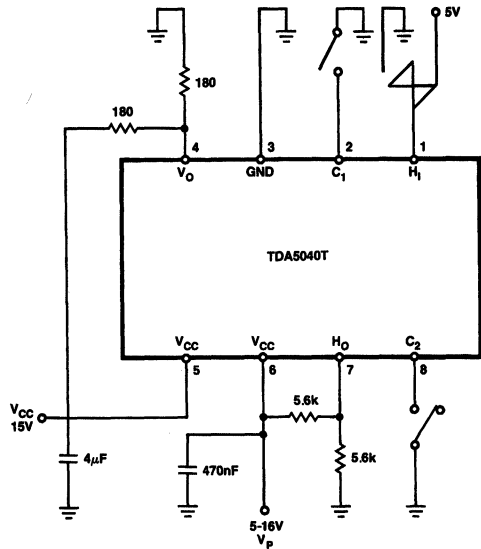 5V
180
180
4
3
2
1
VO
GND
C1
HI
TDA5040T
VCC
VCC
HO
C2
5
6
7
8
VCC
15V
5.6k
4µF
470nF
5.6k
5-16V
VP